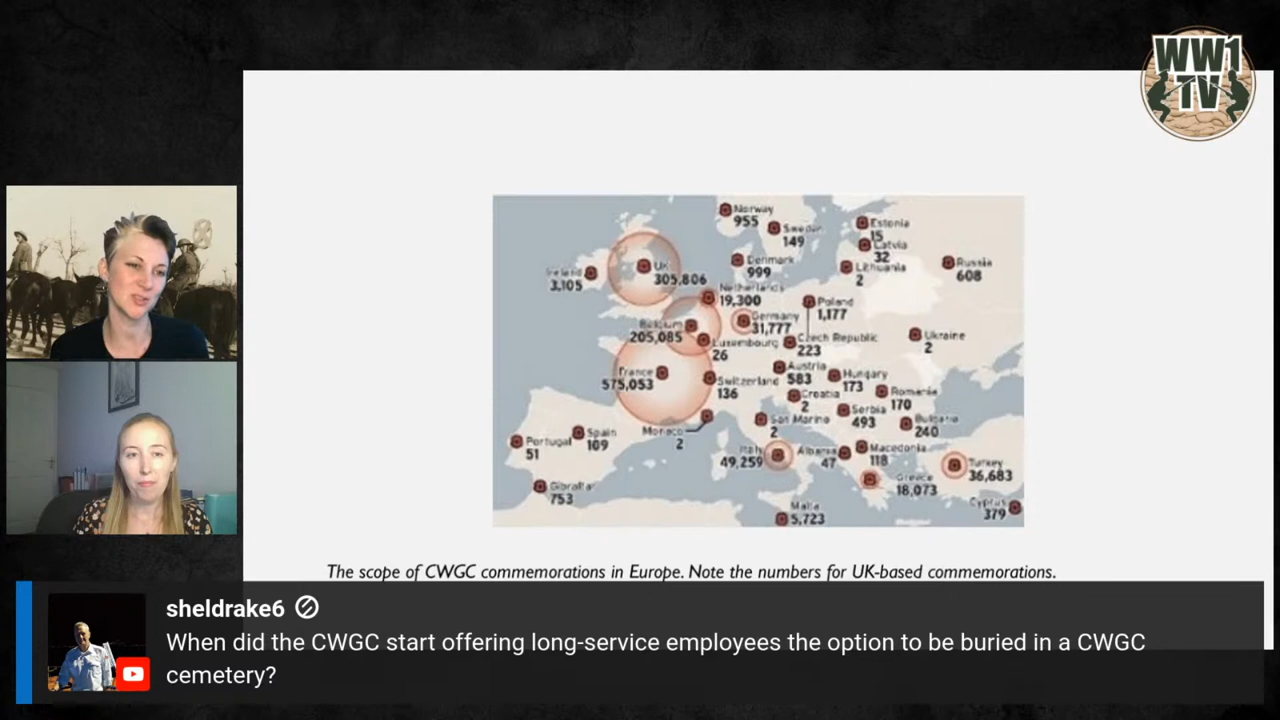 WW1
TV
Norway
955
Sweden
149
Estonia
15
Latvia
32
Lithuania
2
Russia
608
Denmark
999
Ireland
3,105
UK
305,806
Netherlands
19,300
Poland
1,177
Germany
31,777
Belgium
205,085
Luxembourg
26
Czech Republic
223
Ukraine
2
France
575,053
Switzerland
136
Austria
583
Hungary
173
Croatia
2
Romania
170
San Marino
2
Serbia
493
Bulgaria
240
Monaco
2
Portugal
51
Spain
109
Italy
49,259
Albania
47
Macedonia
118
Turkey
36,683
Greece
18,073
Gibraltar
753
Malta
5,723
Cyprus
379
The scope of CWGC commemorations in Europe. Note the numbers for UK-based commemorations.
sheldrake6
When did the CWGC start offering long-service employees the option to be buried in a CWGC
cemetery?